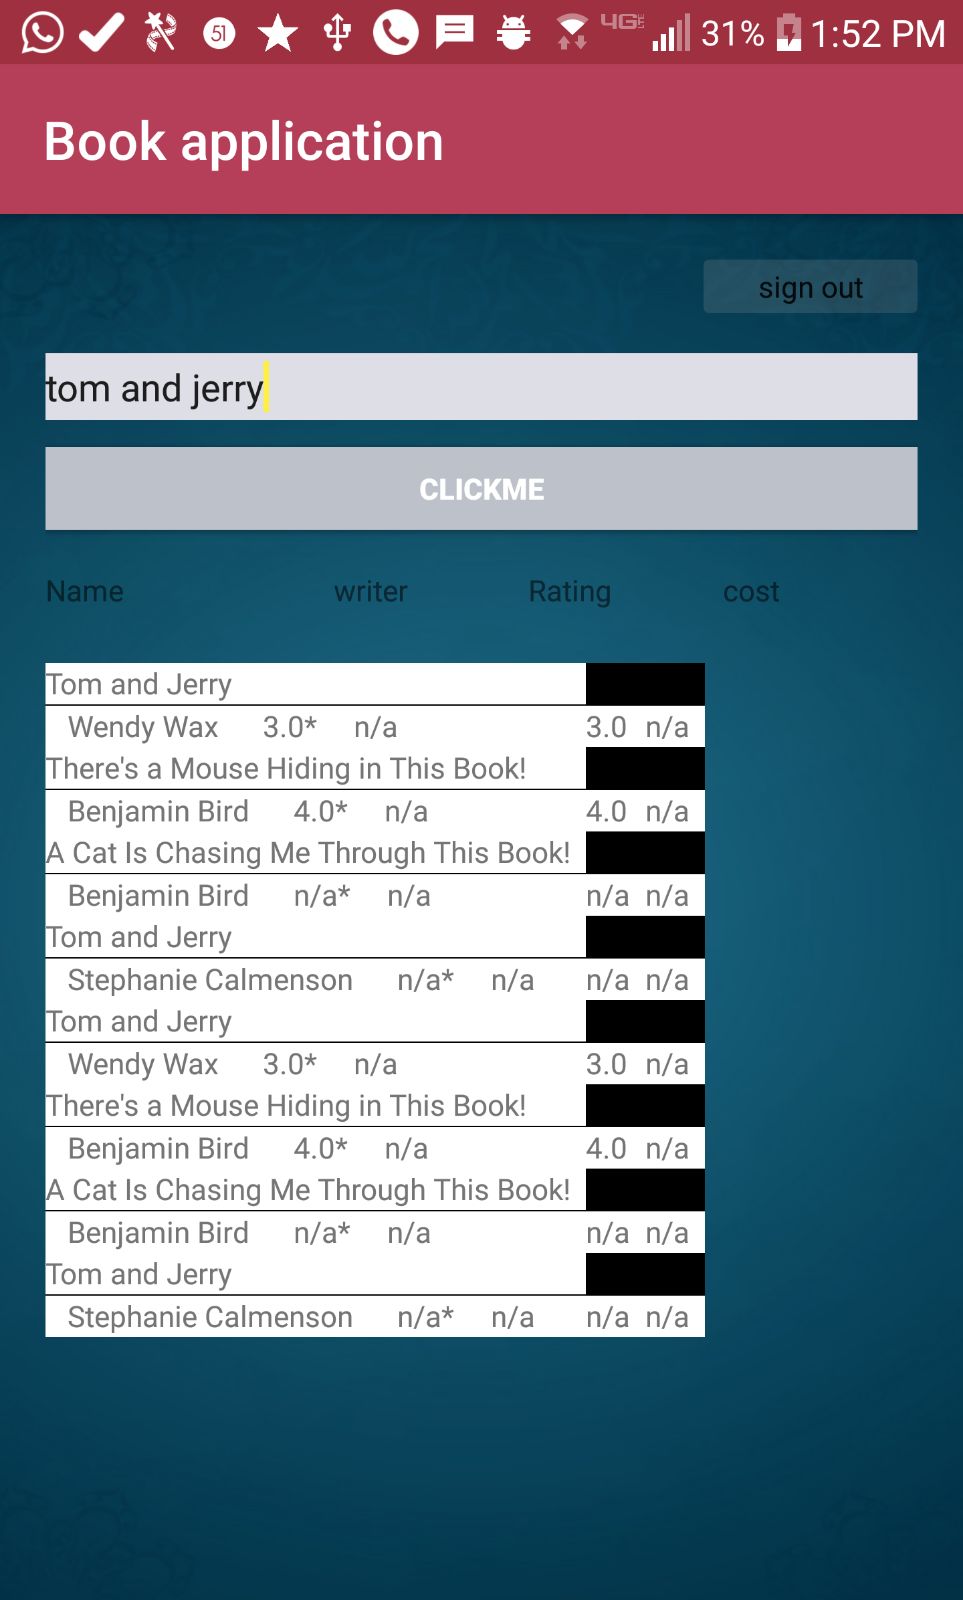 51 4G 31% 1:52 PM
Book application
sign out
tom and jerry
CLICKME
Name writer Rating cost
Tom and Jerry
Wendy Wax 3.0* n/a 3.0 n/a
There's a Mouse Hiding in This Book!
Benjamin Bird 4.0* n/a 4.0 n/a
A Cat Is Chasing Me Through This Book!
Benjamin Bird n/a* n/a n/a n/a
Tom and Jerry
Stephanie Calmenson n/a* n/a n/a n/a
Tom and Jerry
Wendy Wax 3.0* n/a 3.0 n/a
There's a Mouse Hiding in This Book!
Benjamin Bird 4.0* n/a 4.0 n/a
A Cat Is Chasing Me Through This Book!
Benjamin Bird n/a* n/a n/a n/a
Tom and Jerry
Stephanie Calmenson n/a* n/a n/a n/a